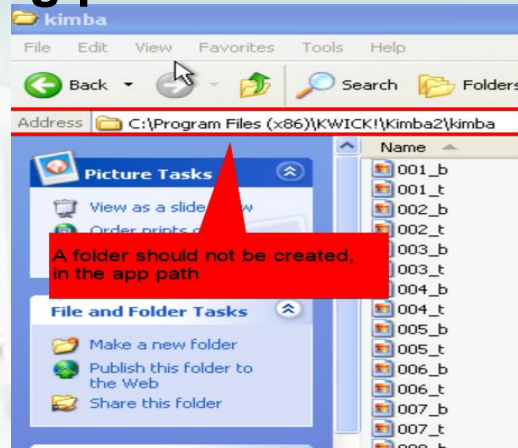 kimba
File Edit View Favorites Tools Help
Back Search Folders
Address C:\Program Files (x86)\KWICK!\Kimba2\kimba
Name
Picture Tasks
View as a slide
Order prints
A folder should not be created,
in the app path
File and Folder Tasks
Make a new folder
Publish this folder to
the Web
Share this folder
001_b
001_t
002_b
002_t
003_b
003_t
004_b
004_t
005_b
005_t
006_b
006_t
007_b
007_t